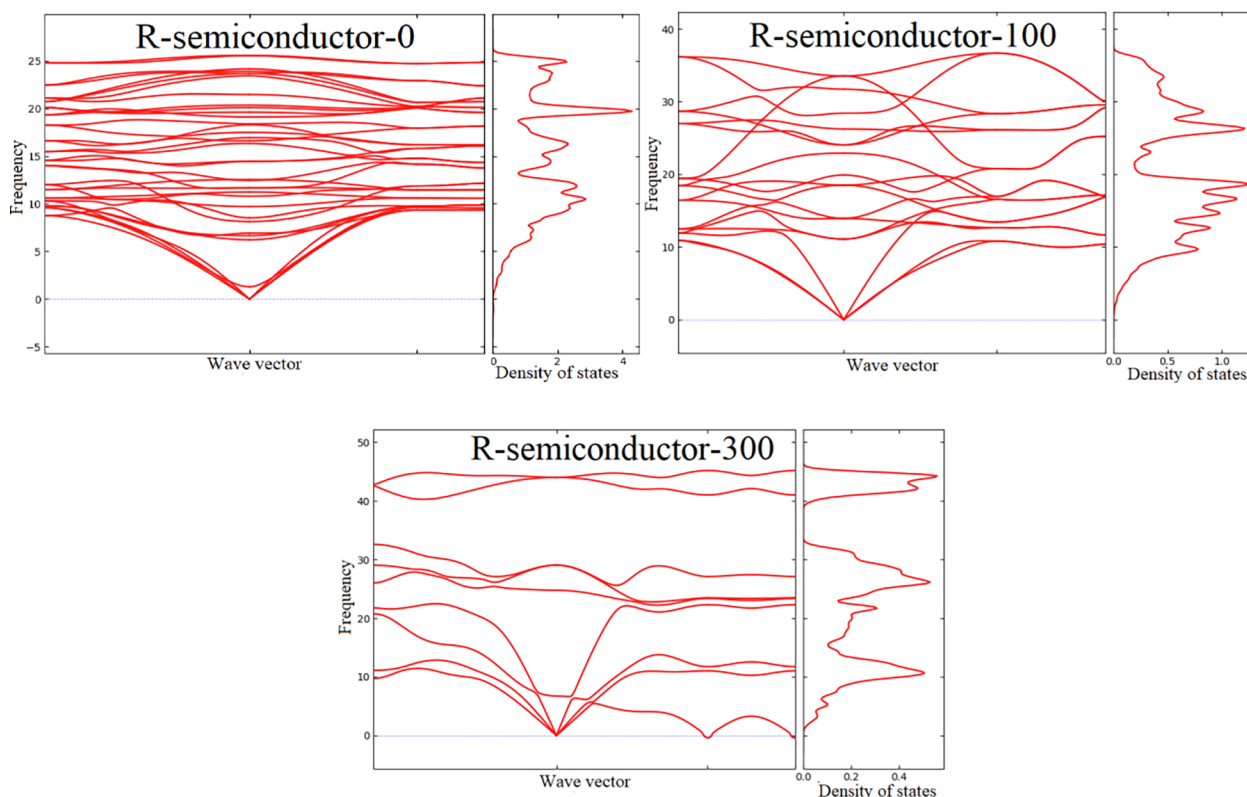 R-semiconductor-0
Frequency
25
20
15
10
5
0
−5
Wave vector
0
2
4
Density of states
R-semiconductor-100
Frequency
40
30
20
10
0
Wave vector
0.0
0.5
1.0
Density of states
R-semiconductor-300
Frequency
50
40
30
20
10
0
Wave vector
0.0
0.2
0.4
Density of states